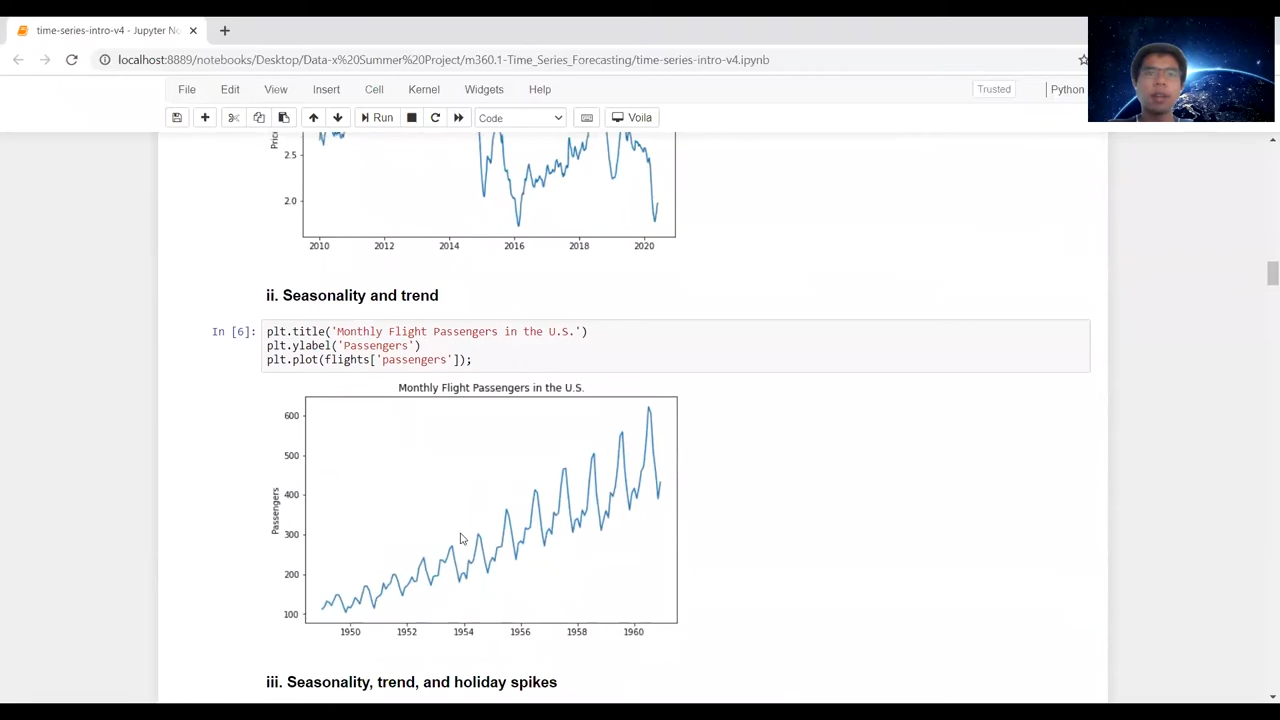 time-series-intro-v4 - Jupyter No
localhost:8889/notebooks/Desktop/Data-x%20Summer%20Project/m360.1-Time_Series_Forecasting/time-series-intro-v4.ipynb
File Edit View Insert Cell Kernel Widgets Help Trusted Python
Run Code Voila
2.5
2.0
2010 2012 2014 2016 2018 2020
ii. Seasonality and trend
In [6]: plt.title('Monthly Flight Passengers in the U.S.')
plt.ylabel('Passengers')
plt.plot(flights['passengers']);
Monthly Flight Passengers in the U.S.
600
500
400
Passengers
300
200
100
1950 1952 1954 1956 1958 1960
iii. Seasonality, trend, and holiday spikes